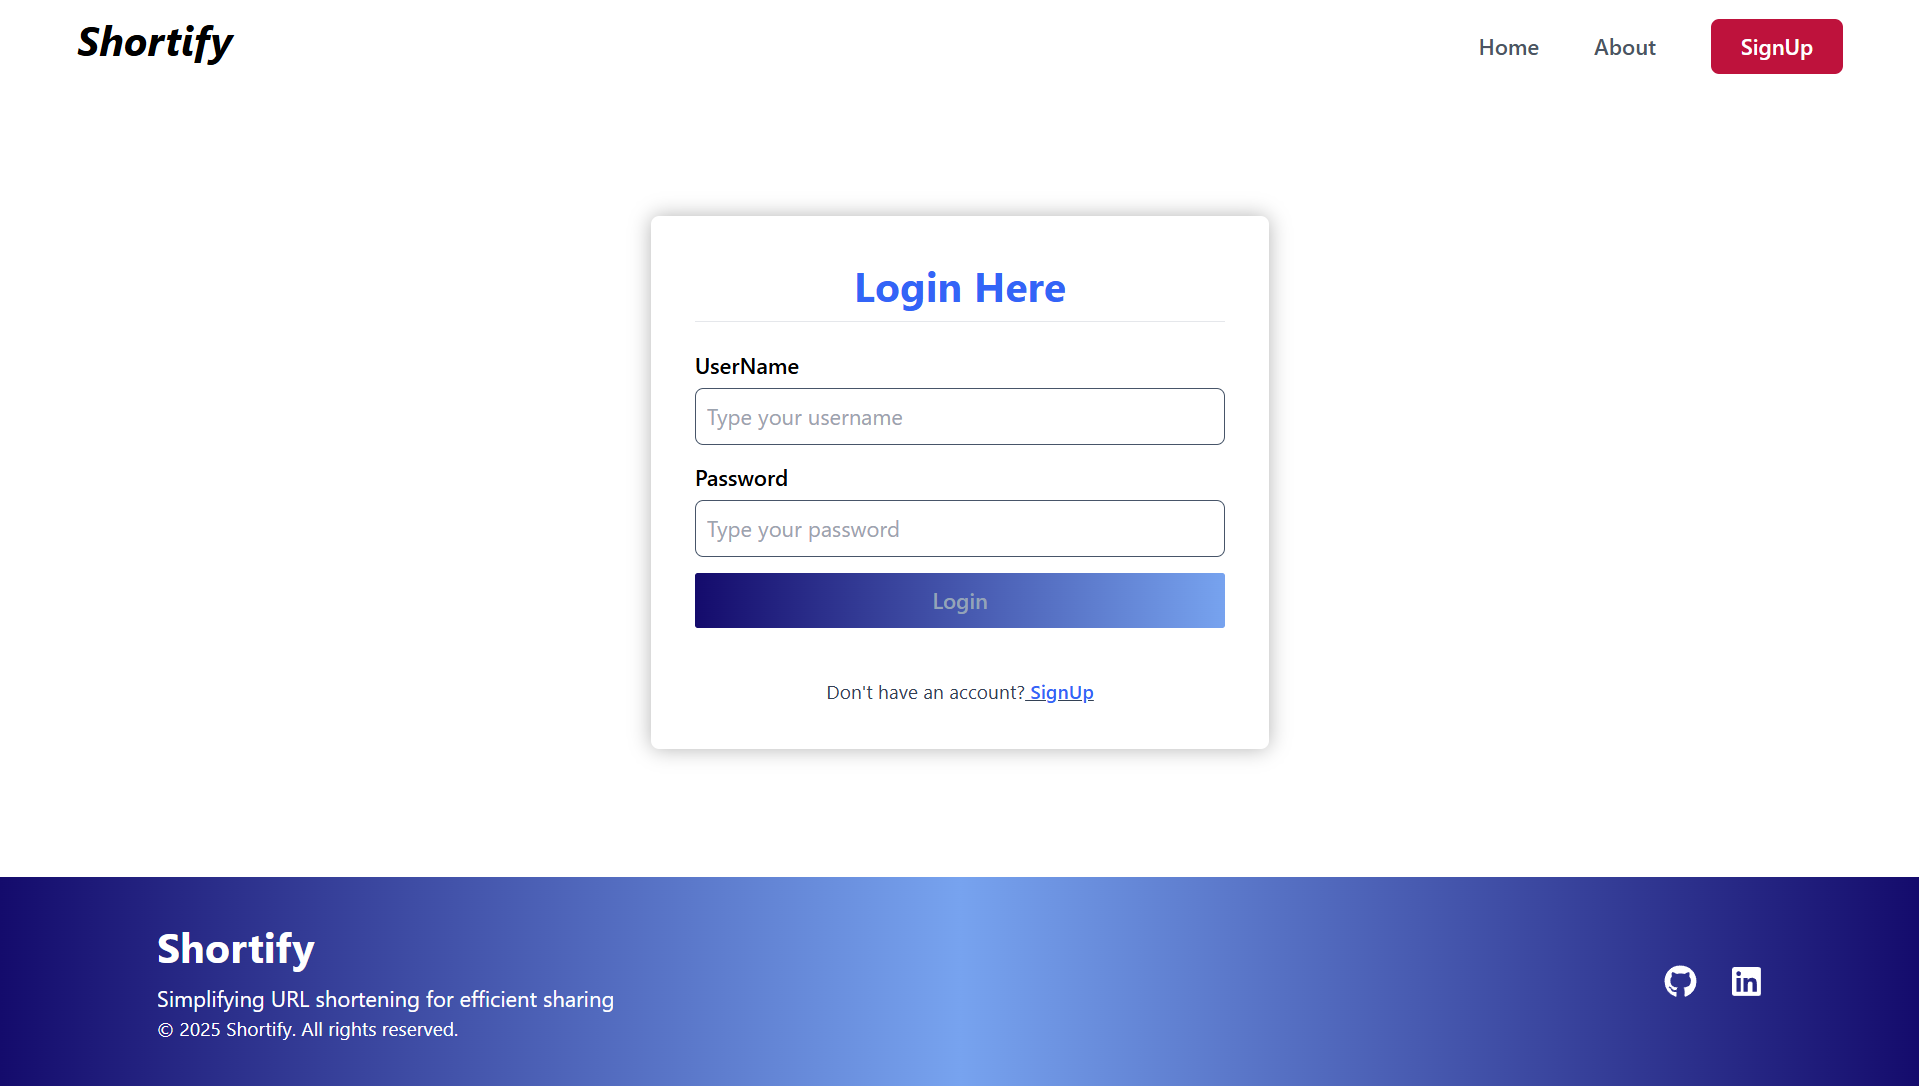 Shortify
Home About SignUp
Login Here
UserName
Type your username
Password
Type your password
Login
Don't have an account? SignUp
Shortify
Simplifying URL shortening for efficient sharing
© 2025 Shortify. All rights reserved.
in